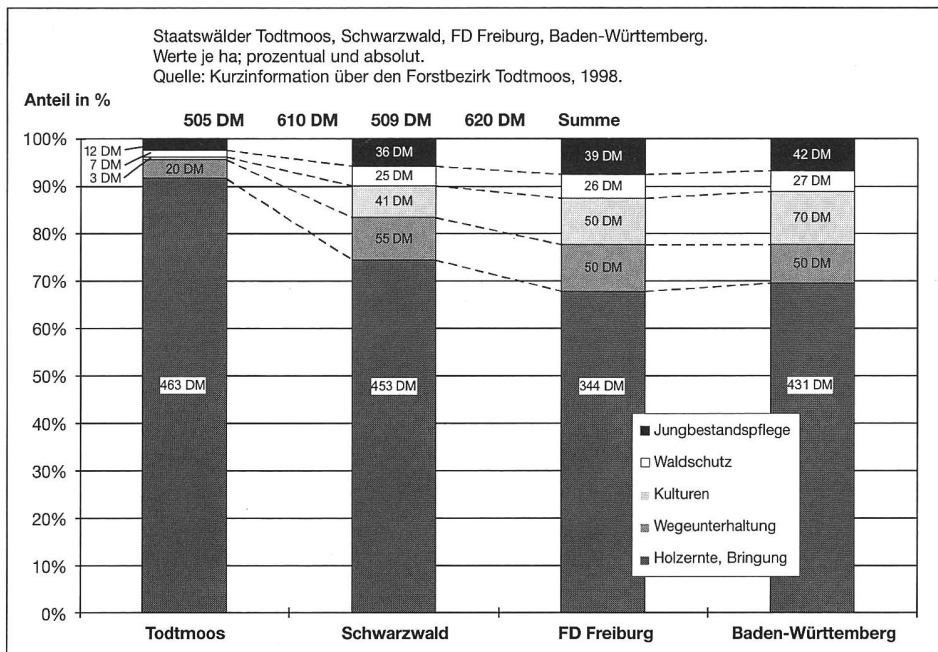 Staatswälder Todtmoos, Schwarzwald, FD Freiburg, Baden-Württemberg.
Werte je ha; prozentual und absolut.
Quelle: Kurzinformation über den Forstbezirk Todtmoos, 1998.
Anteil in %
505 DM 610 DM 509 DM 620 DM Summe
100%
90%
80%
70%
60%
50%
40%
30%
20%
10%
0%
12 DM
7 DM
3 DM
20 DM
463 DM
36 DM
25 DM
41 DM
55 DM
453 DM
39 DM
26 DM
50 DM
50 DM
344 DM
42 DM
27 DM
70 DM
50 DM
431 DM
Jungbestandspflege
Waldschutz
Kulturen
Wegeunterhaltung
Holzernte, Bringung
Todtmoos Schwarzwald FD Freiburg Baden-Württemberg